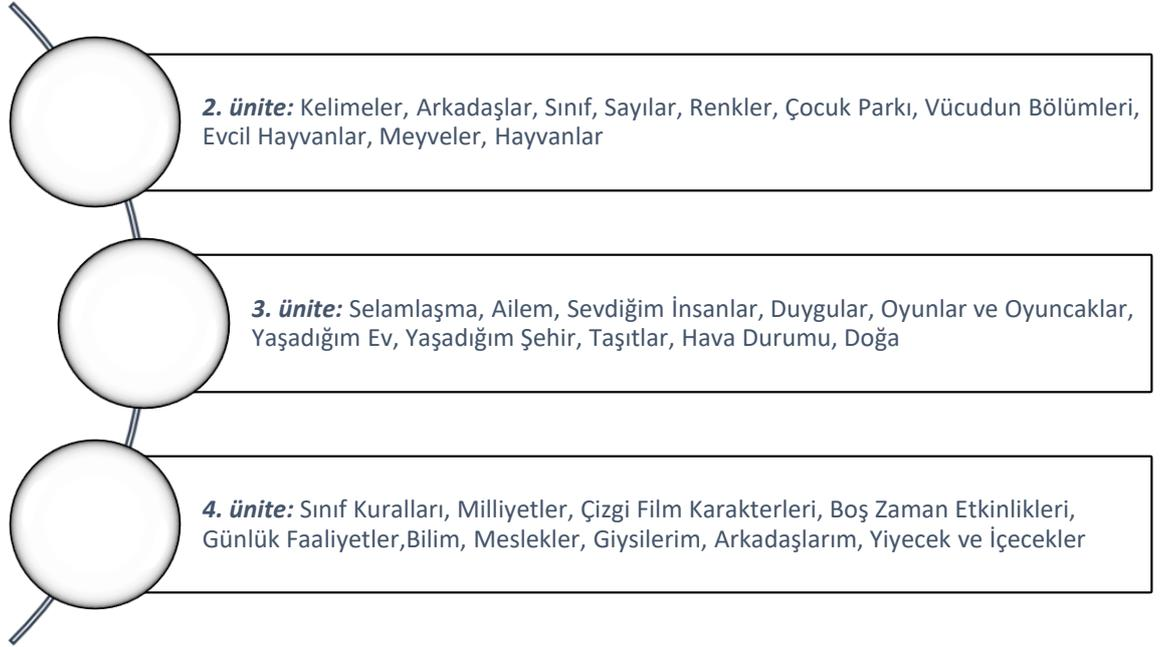 2. ünite: Kelimeler, Arkadaşlar, Sınıf, Sayılar, Renkler, Çocuk Parkı, Vücudun Bölümleri,
Evcil Hayvanlar, Meyveler, Hayvanlar
3. ünite: Selamlaşma, Ailem, Sevdiğim İnsanlar, Duygular, Oyunlar ve Oyuncaklar,
Yaşadığım Ev, Yaşadığım Şehir, Taşıtlar, Hava Durumu, Doğa
4. ünite: Sınıf Kuralları, Milliyetler, Çizgi Film Karakterleri, Boş Zaman Etkinlikleri,
Günlük Faaliyetler,Bilim, Meslekler, Giysilerim, Arkadaşlarım, Yiyecek ve İçecekler